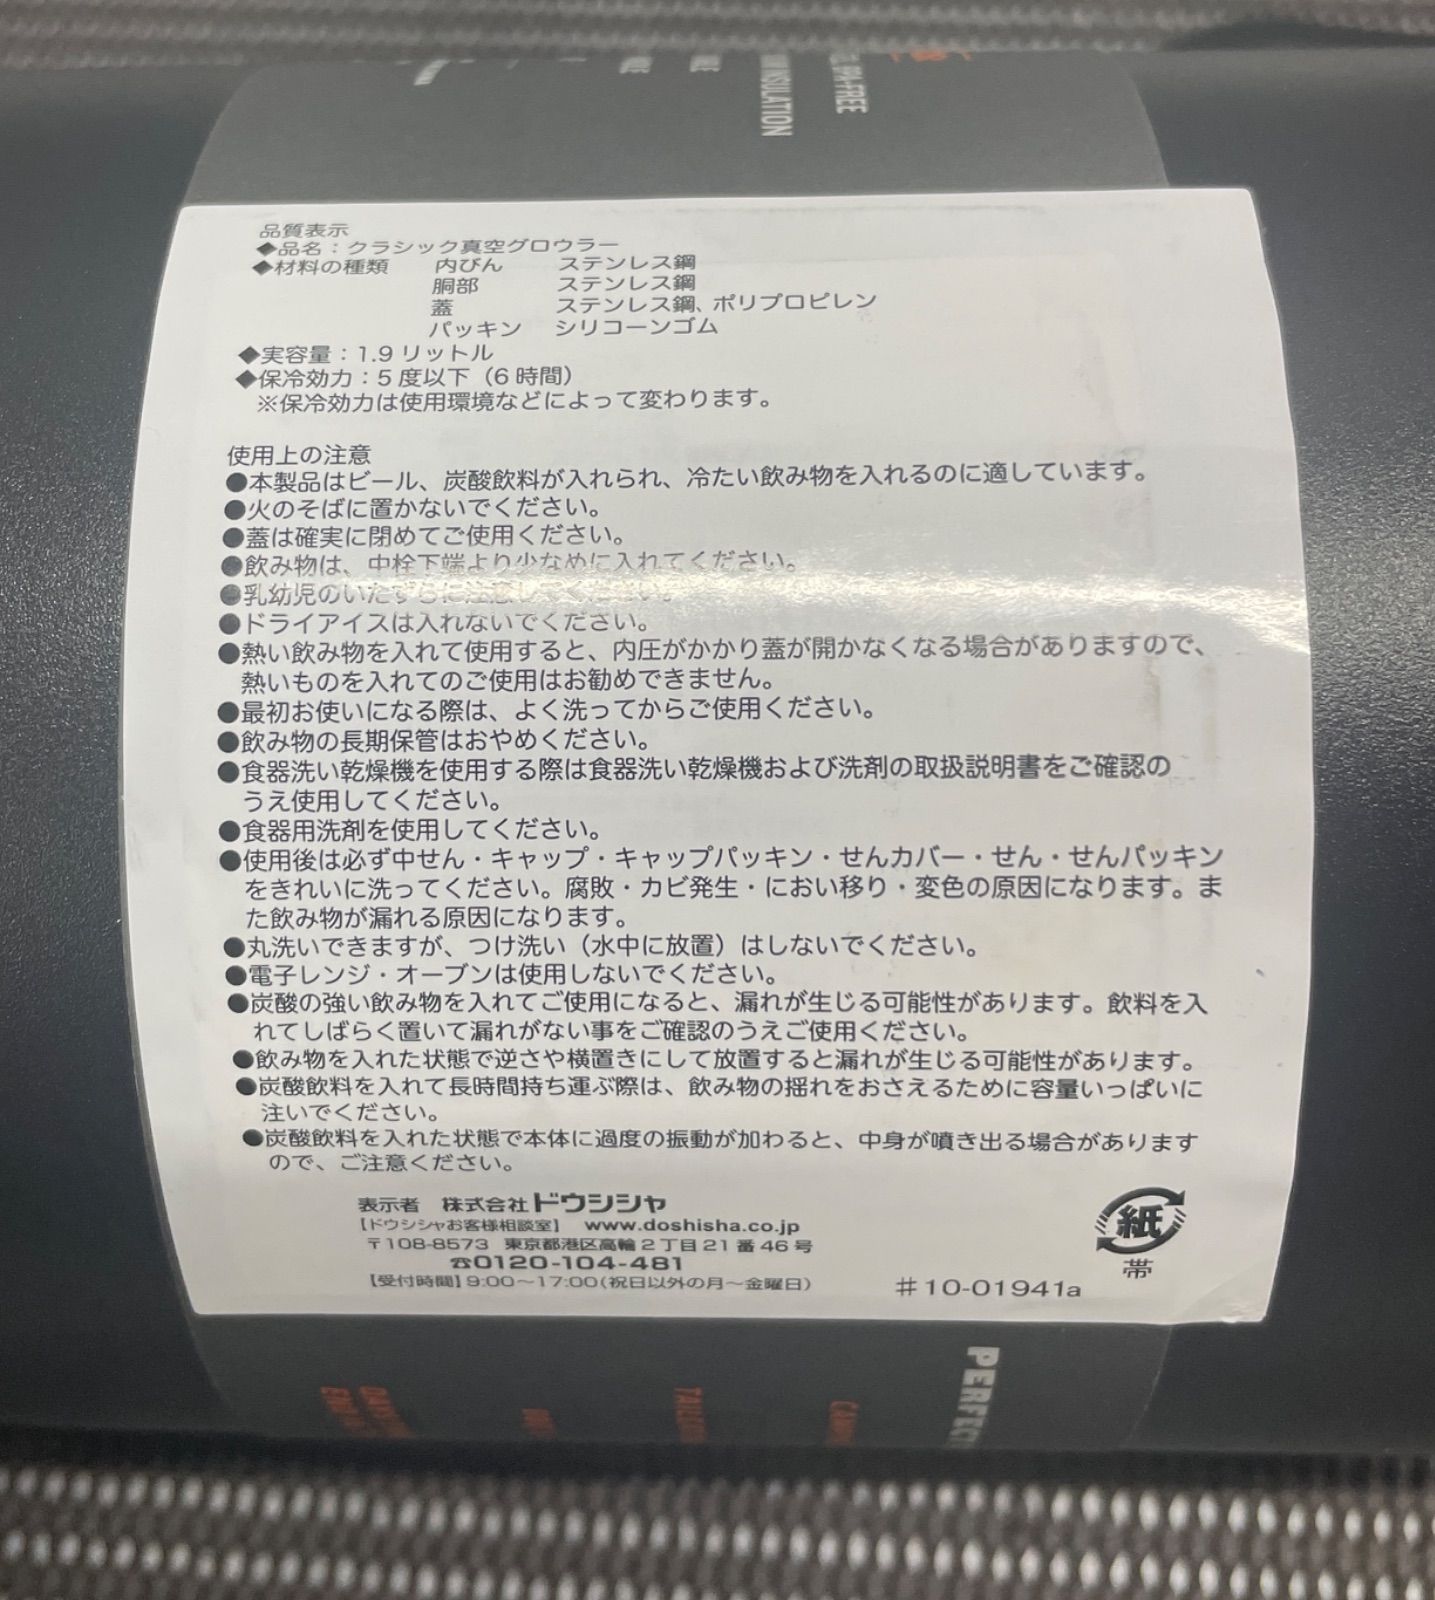 BPA-FREE
INSULATION
品質表示
◆品名：クラシック真空グロウラー
◆材料の種類 内びん ステンレス鋼
胴部 ステンレス鋼
蓋 ステンレス鋼、ポリプロピレン
パッキン シリコーンゴム
◆実容量：1.9 リットル
◆保冷効力：5 度以下（6 時間）
※保冷効力は使用環境などによって変わります。
使用上の注意
●本製品はビール、炭酸飲料が入れられ、冷たい飲み物を入れるのに適しています。
●火のそばに置かないでください。
●蓋は確実に閉めてご使用ください。
●飲み物は、中栓下端より少なめに入れてください。
●乳幼児のいたずらに注意してください。
●ドライアイスは入れないでください。
●熱い飲み物を入れて使用すると、内圧がかかり蓋が開かなくなる場合がありますので、
熱いものを入れてのご使用はお勧めできません。
●最初お使いになる際は、よく洗ってからご使用ください。
●飲み物の長期保管はおやめください。
●食器洗い乾燥機を使用する際は食器洗い乾燥機および洗剤の取扱説明書をご確認の
うえ使用してください。
●食器用洗剤を使用してください。
●使用後は必ず中せん・キャップ・キャップパッキン・せんカバー・せん・せんパッキン
をきれいに洗ってください。腐敗・カビ発生・におい移り・変色の原因になります。ま
た飲み物が漏れる原因になります。
●丸洗いできますが、つけ洗い（水中に放置）はしないでください。
●電子レンジ・オーブンは使用しないでください。
●炭酸の強い飲み物を入れてご使用になると、漏れが生じる可能性があります。飲料を入
れてしばらく置いて漏れがない事をご確認のうえご使用ください。
●飲み物を入れた状態で逆さや横置きにして放置すると漏れが生じる可能性があります。
●炭酸飲料を入れて長時間持ち運ぶ際は、飲み物の揺れをおさえるために容量いっぱいに
注いでください。
●炭酸飲料を入れた状態で本体に過度の振動が加わると、中身が噴き出る場合があります
ので、ご注意ください。
表示者 株式会社ドウシシャ
【ドウシシャお客様相談室】 www.doshisha.co.jp
〒108-8573 東京都港区高輪２丁目21番46号
☎0120-104-481
【受付時間】9:00～17:00（祝日以外の月～金曜日）
紙
帯
＃10-01941a